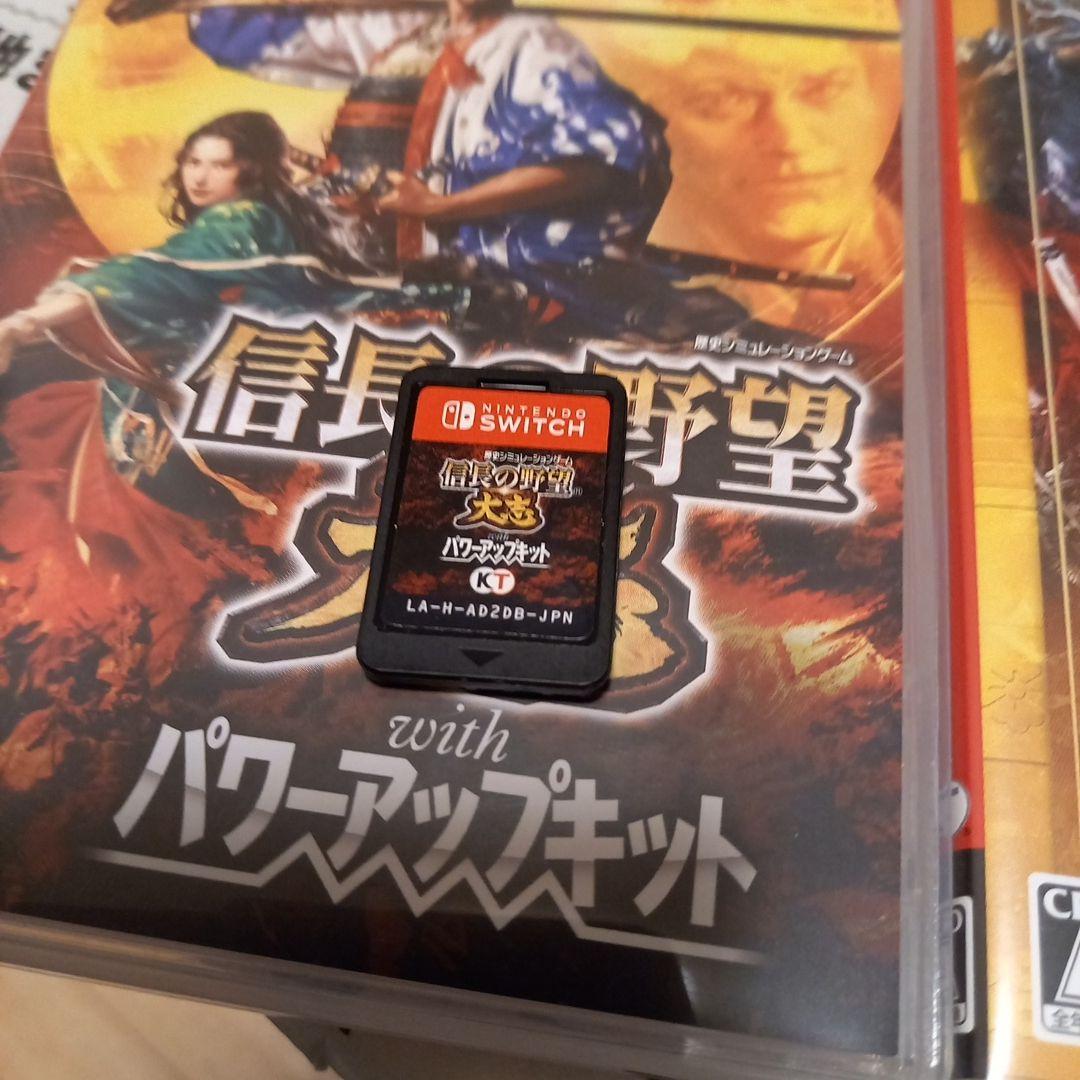 歴史シミュレーションゲーム
信長の野望
NINTENDO
SWITCH
歴史シミュレーションゲーム
信長の野望
大志
with
パワーアップキット
KT
LA-H-AD2DB-JPN
with
パワーアップキット